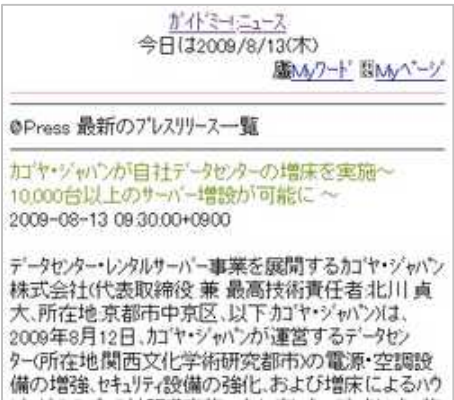 ｶﾞｲﾄﾞﾐｰ!ﾆｭｰｽ
今日は2009/8/13(木)
Myﾜｰﾄﾞ Myﾍﾟｰｼﾞ
@Press 最新のﾌﾟﾚｽﾘﾘｰｽ一覧
ｶｺﾞﾔ・ｼﾞｬﾊﾟﾝが自社ﾃﾞｰﾀｾﾝﾀｰの増床を実施～
10,000台以上のｻｰﾊﾞｰ増設が可能に ～
2009-08-13 09:30:00+0900
ﾃﾞｰﾀｾﾝﾀｰ・ﾚﾝﾀﾙｻｰﾊﾞｰ事業を展開するｶｺﾞﾔ・ｼﾞｬﾊﾟﾝ
株式会社(代表取締役 兼 最高技術責任者:北川 貞
大、所在地:京都市中京区、以下 ｶｺﾞﾔ・ｼﾞｬﾊﾟﾝ)は、
2009年8月12日、ｶｺﾞﾔ・ｼﾞｬﾊﾟﾝが運営するﾃﾞｰﾀｾﾝ
ﾀｰ(所在地:関西文化学術研究都市)の電源・空調設
備の増強、ｾｷｭﾘﾃｨ設備の強化、および増床によるﾊｳ